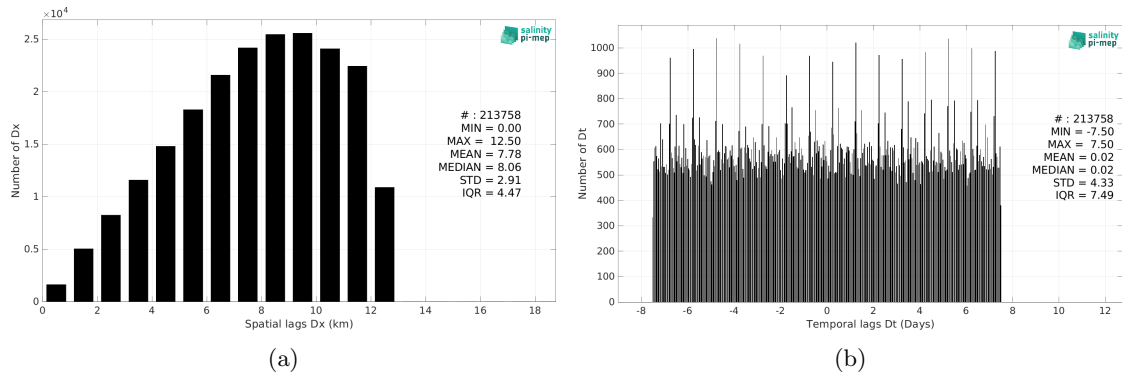 ×10⁴
2.5
2
1.5
1
0.5
0
Number of Dx
0 2 4 6 8 10 12 14 16 18
Spatial lags Dx (km)
salinity
pi-mep
# : 213758
MIN = 0.00
MAX = 12.50
MEAN = 7.78
MEDIAN = 8.06
STD = 2.91
IQR = 4.47
(a)
1000
900
800
700
600
500
400
300
200
100
0
Number of Dt
-8 -6 -4 -2 0 2 4 6 8 10 12
Temporal lags Dt (Days)
salinity
pi-mep
# : 213758
MIN = -7.50
MAX = 7.50
MEAN = 0.02
MEDIAN = 0.02
STD = 4.33
IQR = 7.49
(b)